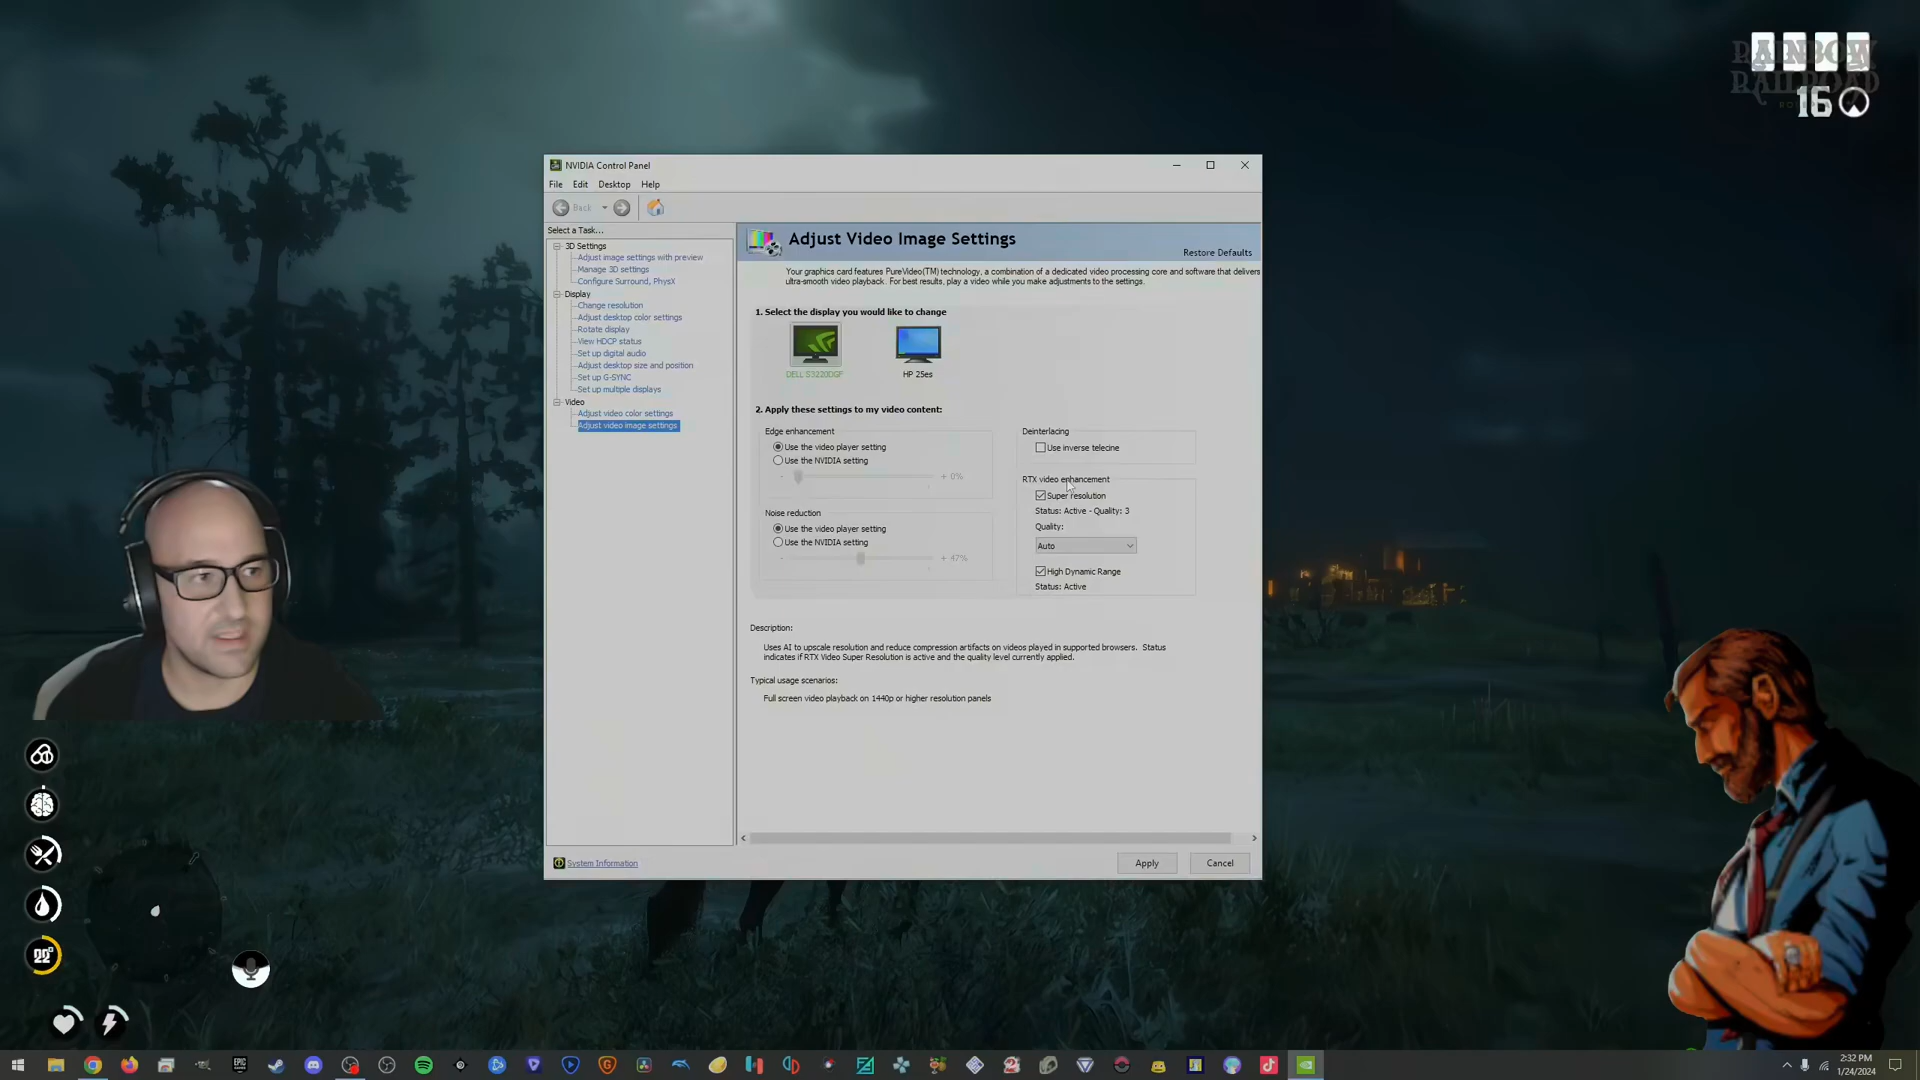 RAINBOW
RAILROAD
16
NVIDIA Control Panel
File Edit Desktop Help
Back
Select a Task...
3D Settings
Adjust image settings with preview
Manage 3D settings
Configure Surround, PhysX
Display
Change resolution
Adjust desktop color settings
Rotate display
View HDCP status
Set up digital audio
Adjust desktop size and position
Set up G-SYNC
Set up multiple displays
Video
Adjust video color settings
Adjust video image settings
System Information
Adjust Video Image Settings
Restore Defaults
Your graphics card features PureVideo(TM) technology, a combination of a dedicated video processing core and software that delivers
ultra-smooth video playback. For best results, play a video while you make adjustments to the settings.
1. Select the display you would like to change
DELL S3220DGF
HP 25es
2. Apply these settings to my video content:
Edge enhancement
Use the video player setting
Use the NVIDIA setting
- + 0%
Noise reduction
Use the video player setting
Use the NVIDIA setting
- + 47%
Deinterlacing
Use inverse telecine
RTX video enhancement
Super resolution
Status: Active - Quality: 3
Quality:
Auto
High Dynamic Range
Status: Active
Description:
Uses AI to upscale resolution and reduce compression artifacts on videos played in supported browsers. Status
indicates if RTX Video Super Resolution is active and the quality level currently applied.
Typical usage scenarios:
Full screen video playback on 1440p or higher resolution panels
Apply Cancel
22°
EPIC
2:32 PM
1/24/2024